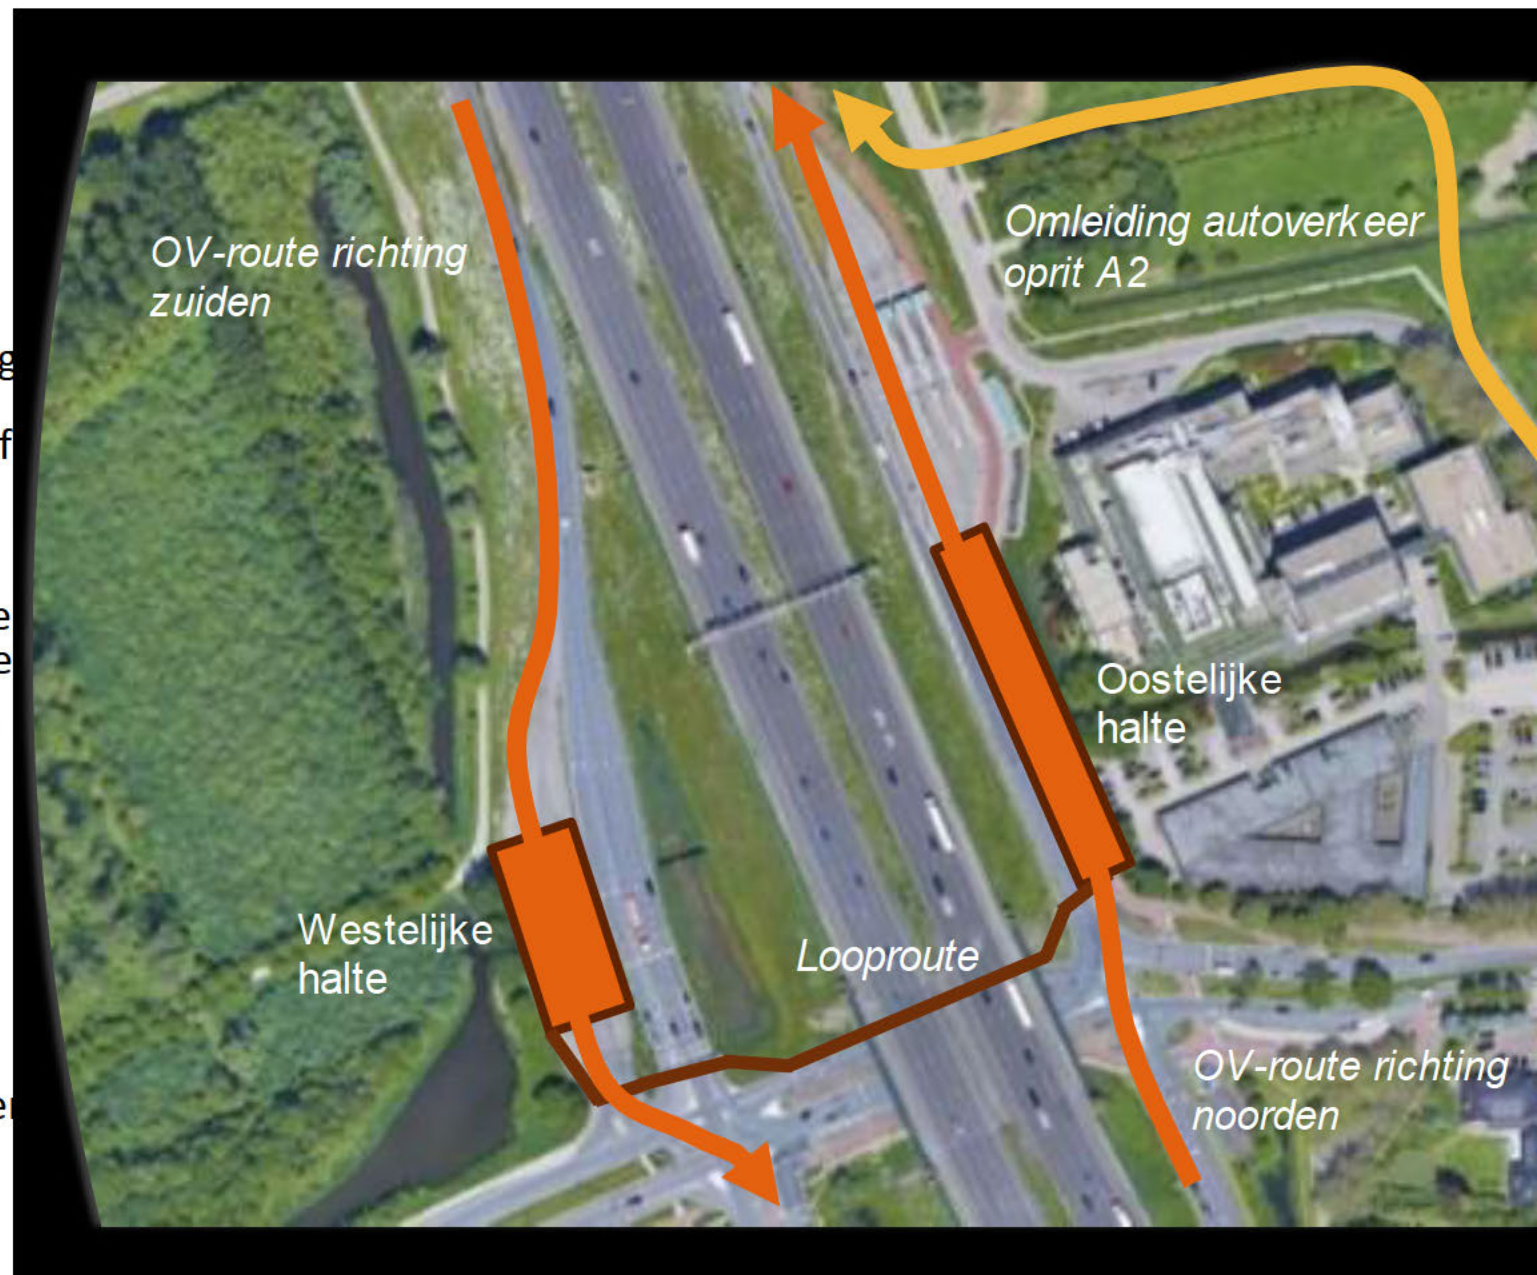 OV-route richting
zuiden
Omleiding autoverkeer
oprit A2
Oostelijke
halte
Westelijke
halte
Looproute
OV-route richting
noorden